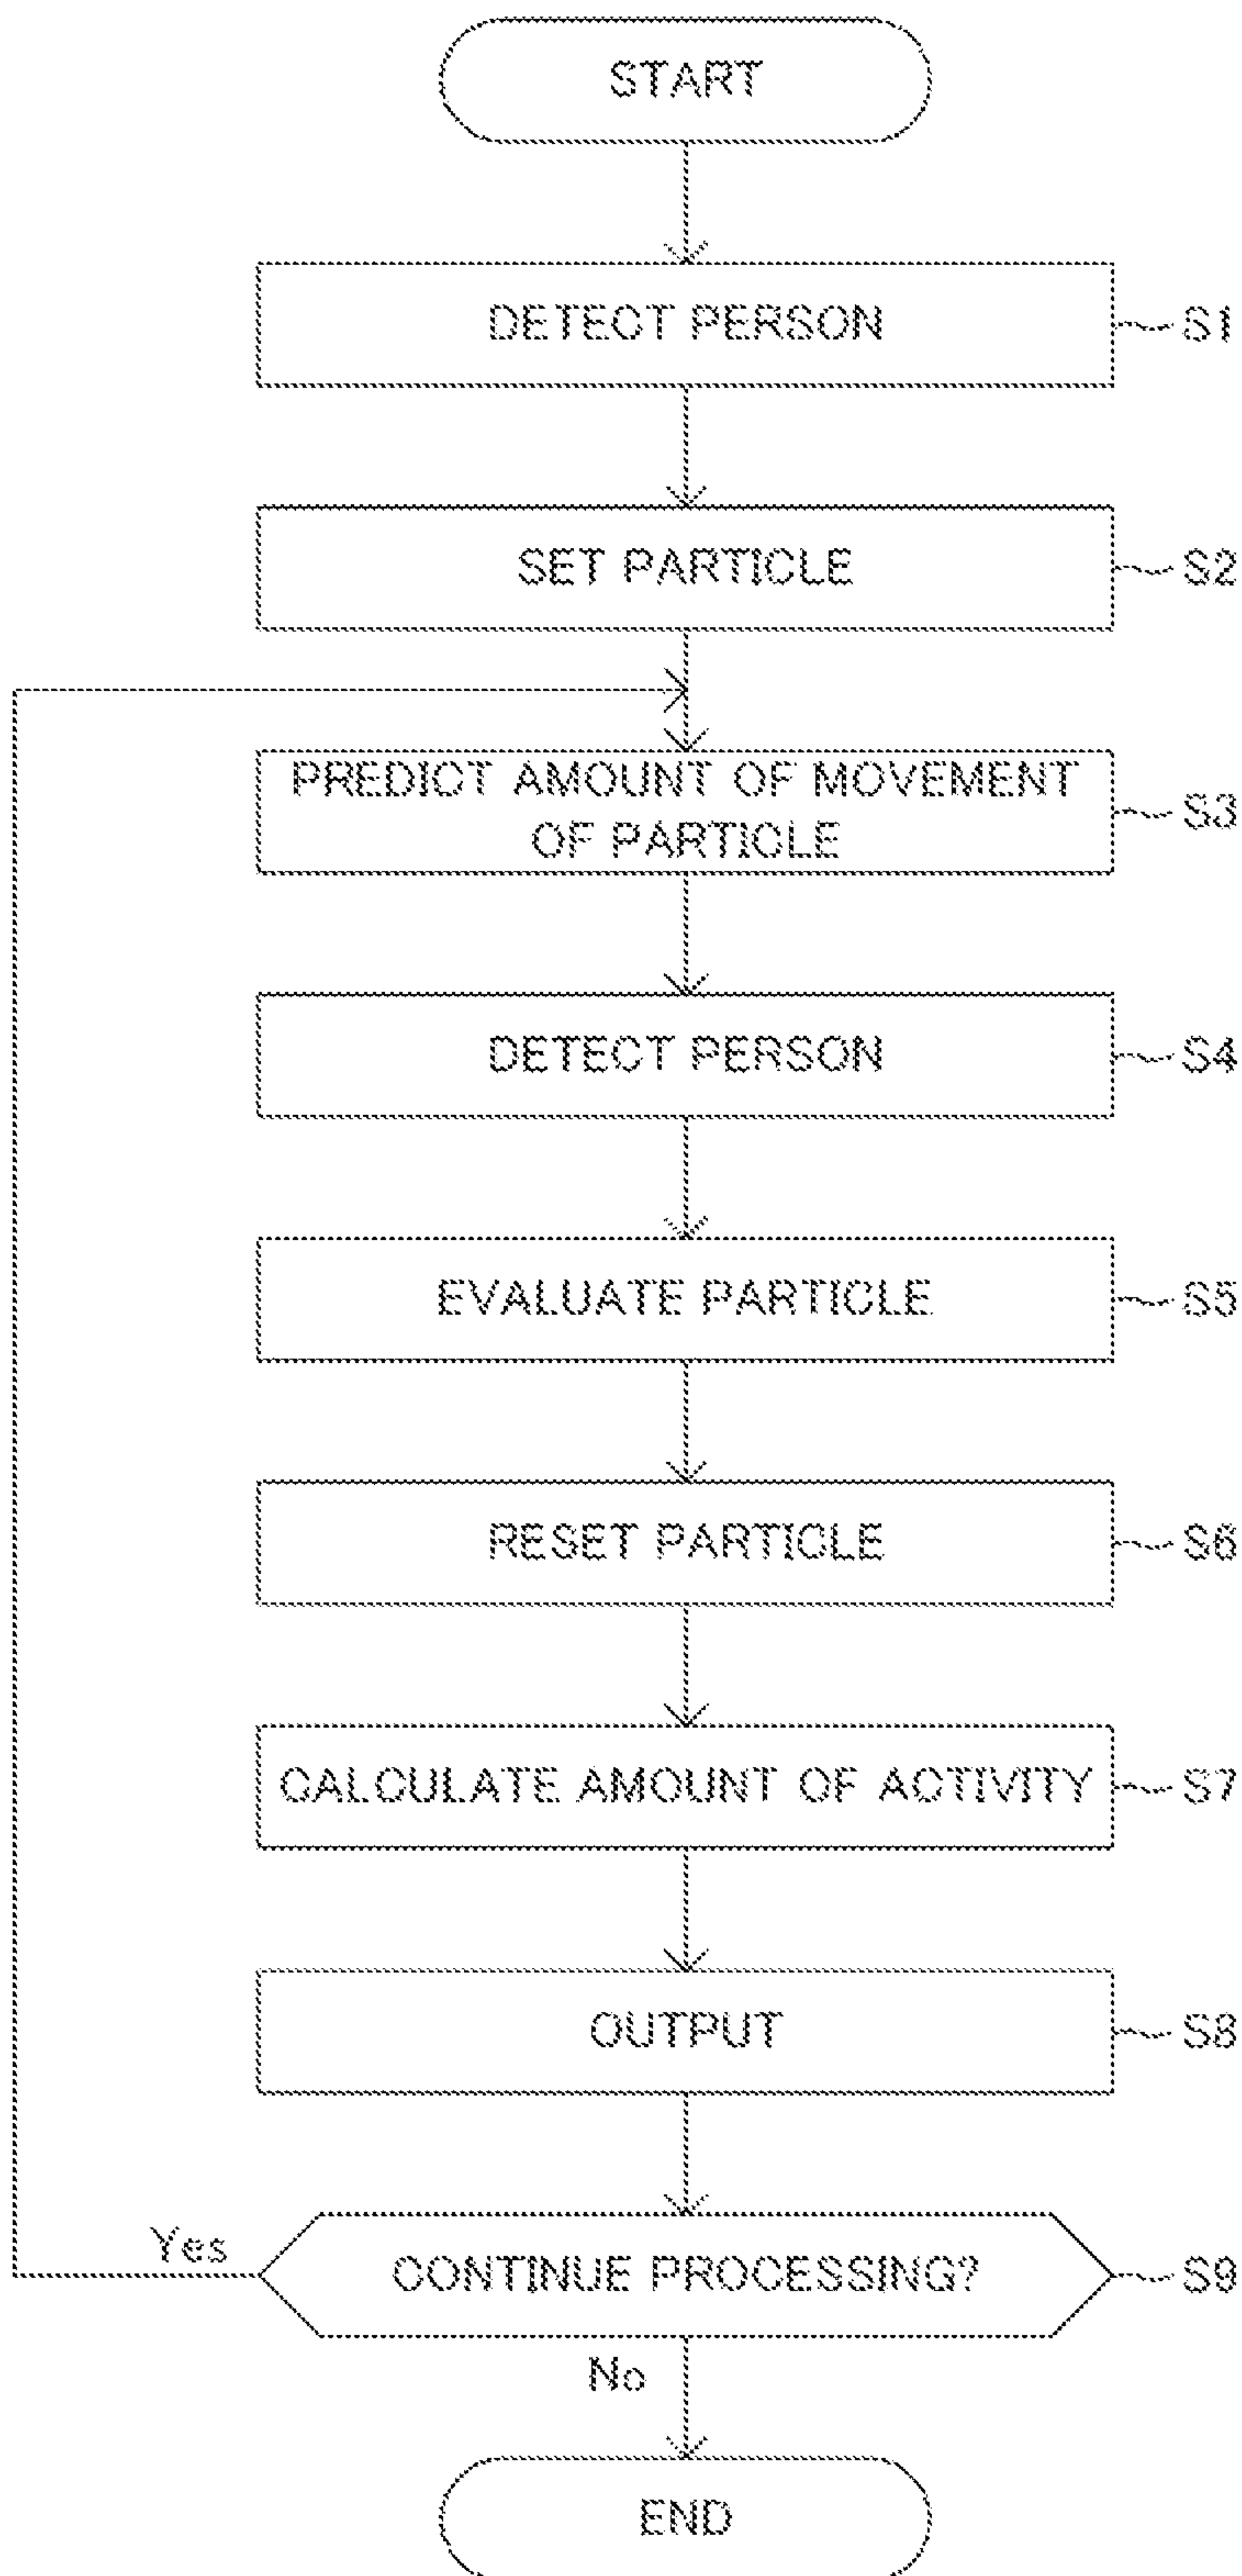 START
DETECT PERSON
S1
SET PARTICLE
S2
PREDICT AMOUNT OF MOVEMENT
OF PARTICLE
S3
DETECT PERSON
S4
EVALUATE PARTICLE
S5
RESET PARTICLE
S6
CALCULATE AMOUNT OF ACTIVITY
S7
OUTPUT
S8
Yes
CONTINUE PROCESSING?
S9
No
END